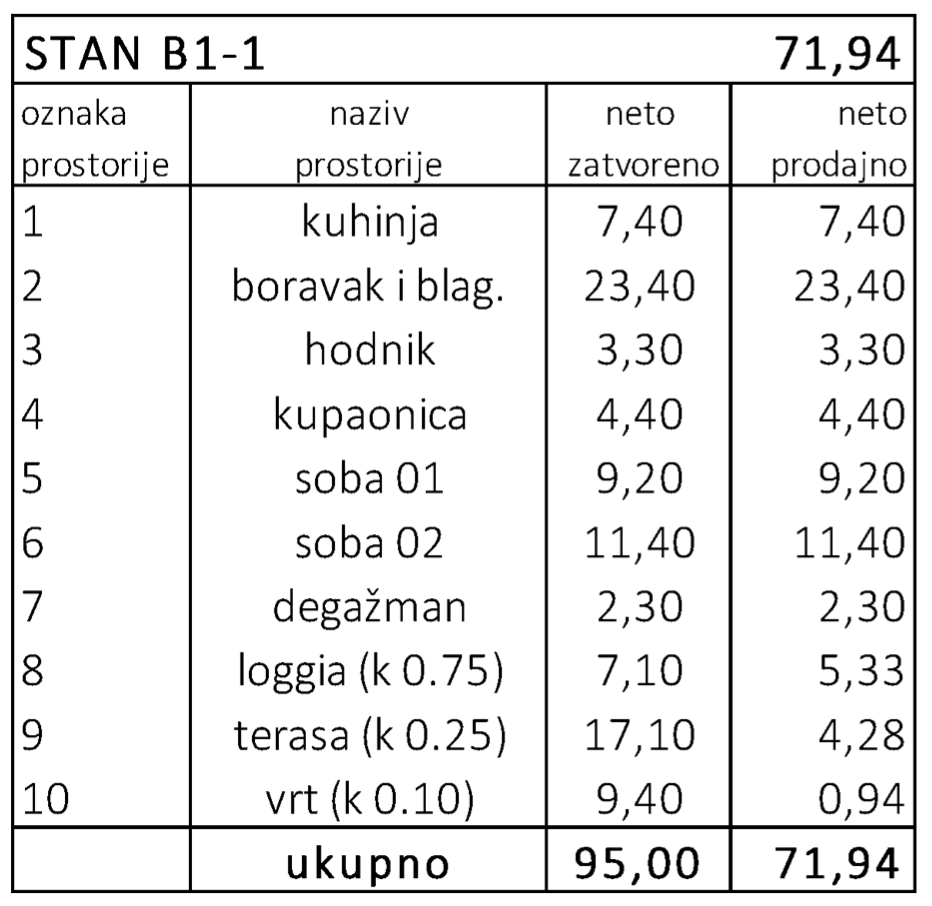 STAN B1-1 71,94
oznaka naziv neto neto
prostorije prostorije zatvoreno prodajno
1 kuhinja 7,40 7,40
2 boravak i blag. 23,40 23,40
3 hodnik 3,30 3,30
4 kupaonica 4,40 4,40
5 soba 01 9,20 9,20
6 soba 02 11,40 11,40
7 degažman 2,30 2,30
8 loggia (k 0.75) 7,10 5,33
9 terasa (k 0.25) 17,10 4,28
10 vrt (k 0.10) 9,40 0,94
ukupno 95,00 71,94